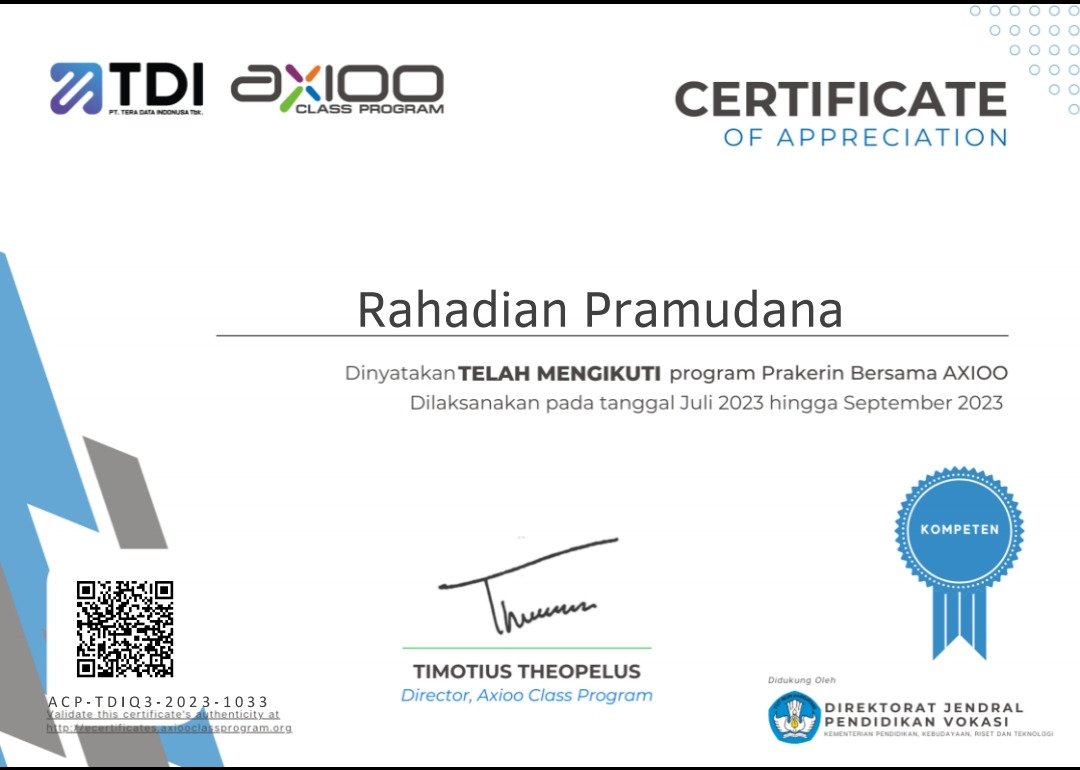 TDI
PT. TERA DATA INDONUSA Tbk.
axioo
CLASS PROGRAM
CERTIFICATE
OF APPRECIATION
Rahadian Pramudana
Dinyatakan TELAH MENGIKUTI program Prakerin Bersama AXIOO
Dilaksanakan pada tanggal Juli 2023 hingga September 2023
KOMPETEN
TIMOTIUS THEOPELUS
Director, Axioo Class Program
ACP-TDIQ3-2023-1033
Validate this certificate's authenticity at
http://ecertificates.axiooclassprogram.org
Didukung Oleh
DIREKTORAT JENDRAL
PENDIDIKAN VOKASI
KEMENTERIAN PENDIDIKAN, KEBUDAYAAN, RISET DAN TEKNOLOGI